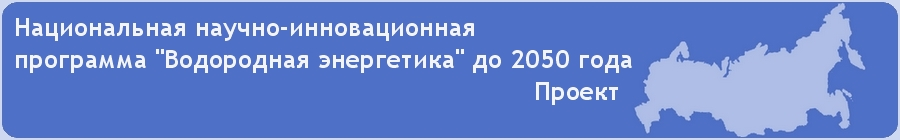 Национальная научно-инновационная
программа "Водородная энергетика" до 2050 года
Проект